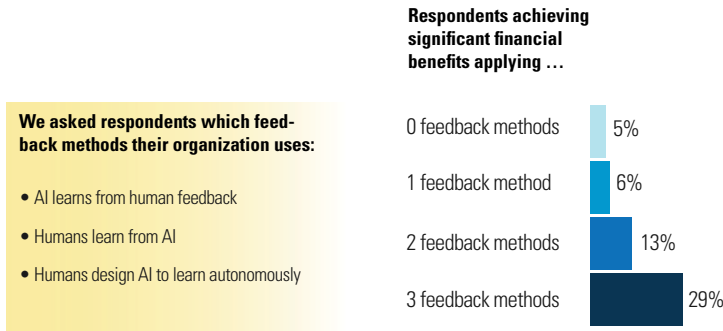 Respondents achieving
significant financial
benefits applying …
We asked respondents which feed-
back methods their organization uses:
• AI learns from human feedback
• Humans learn from AI
• Humans design AI to learn autonomously
0 feedback methods 5%
1 feedback method 6%
2 feedback methods 13%
3 feedback methods 29%